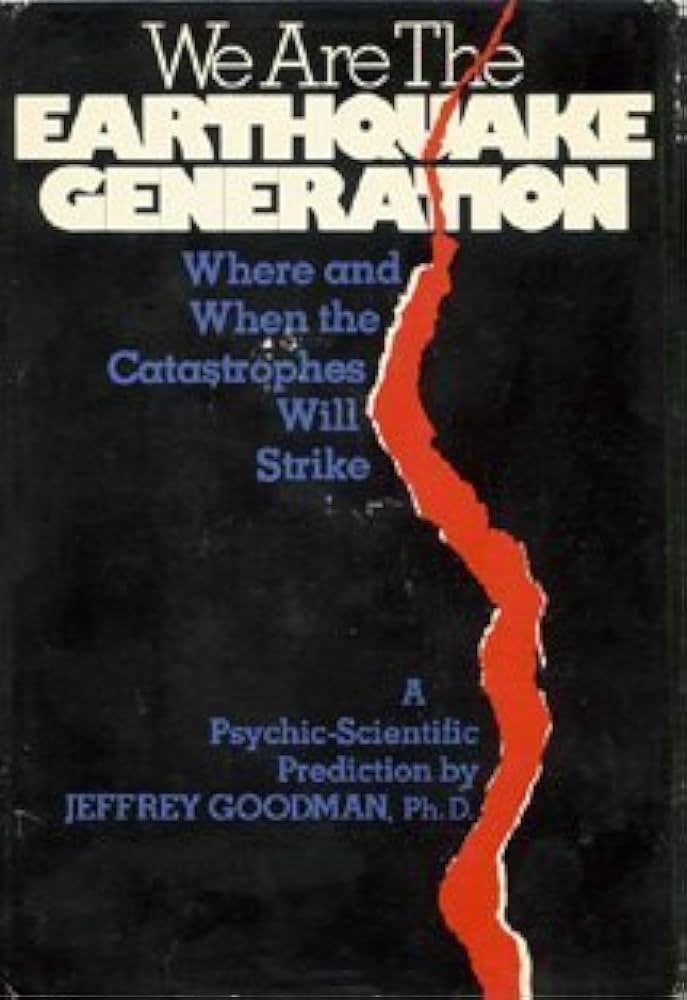 We Are The
EARTHQUAKE
GENERATION
Where and
When the
Catastrophes
Will
Strike
A
Psychic-Scientific
Prediction by
JEFFREY GOODMAN, Ph.D.